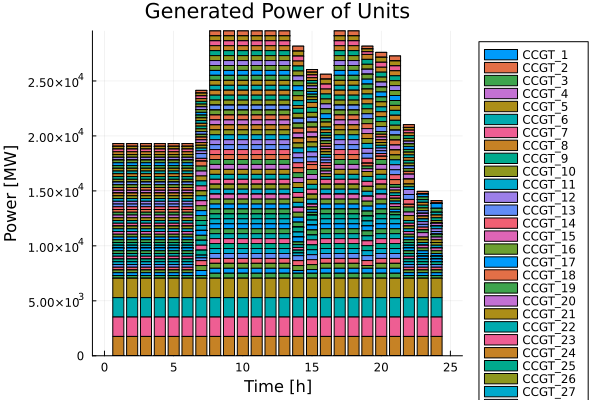 Generated Power of Units
Power [MW]
2.50×10⁴
2.00×10⁴
1.50×10⁴
1.00×10⁴
5.00×10³
0
0 5 10 15 20 25
Time [h]
CCGT_1
CCGT_2
CCGT_3
CCGT_4
CCGT_5
CCGT_6
CCGT_7
CCGT_8
CCGT_9
CCGT_10
CCGT_11
CCGT_12
CCGT_13
CCGT_14
CCGT_15
CCGT_16
CCGT_17
CCGT_18
CCGT_19
CCGT_20
CCGT_21
CCGT_22
CCGT_23
CCGT_24
CCGT_25
CCGT_26
CCGT_27